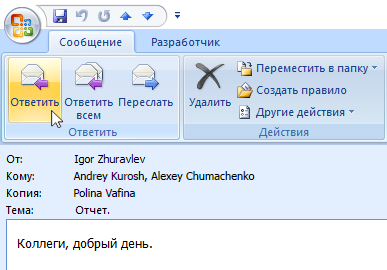 Сообщение Разработчик
Ответить Ответить всем Переслать
Ответить
Удалить
Переместить в папку
Создать правило
Другие действия
Действия
От: Igor Zhuravlev
Кому: Andrey Kurosh, Alexey Chumachenko
Копия: Polina Vafina
Тема: Отчет.
Коллеги, добрый день.